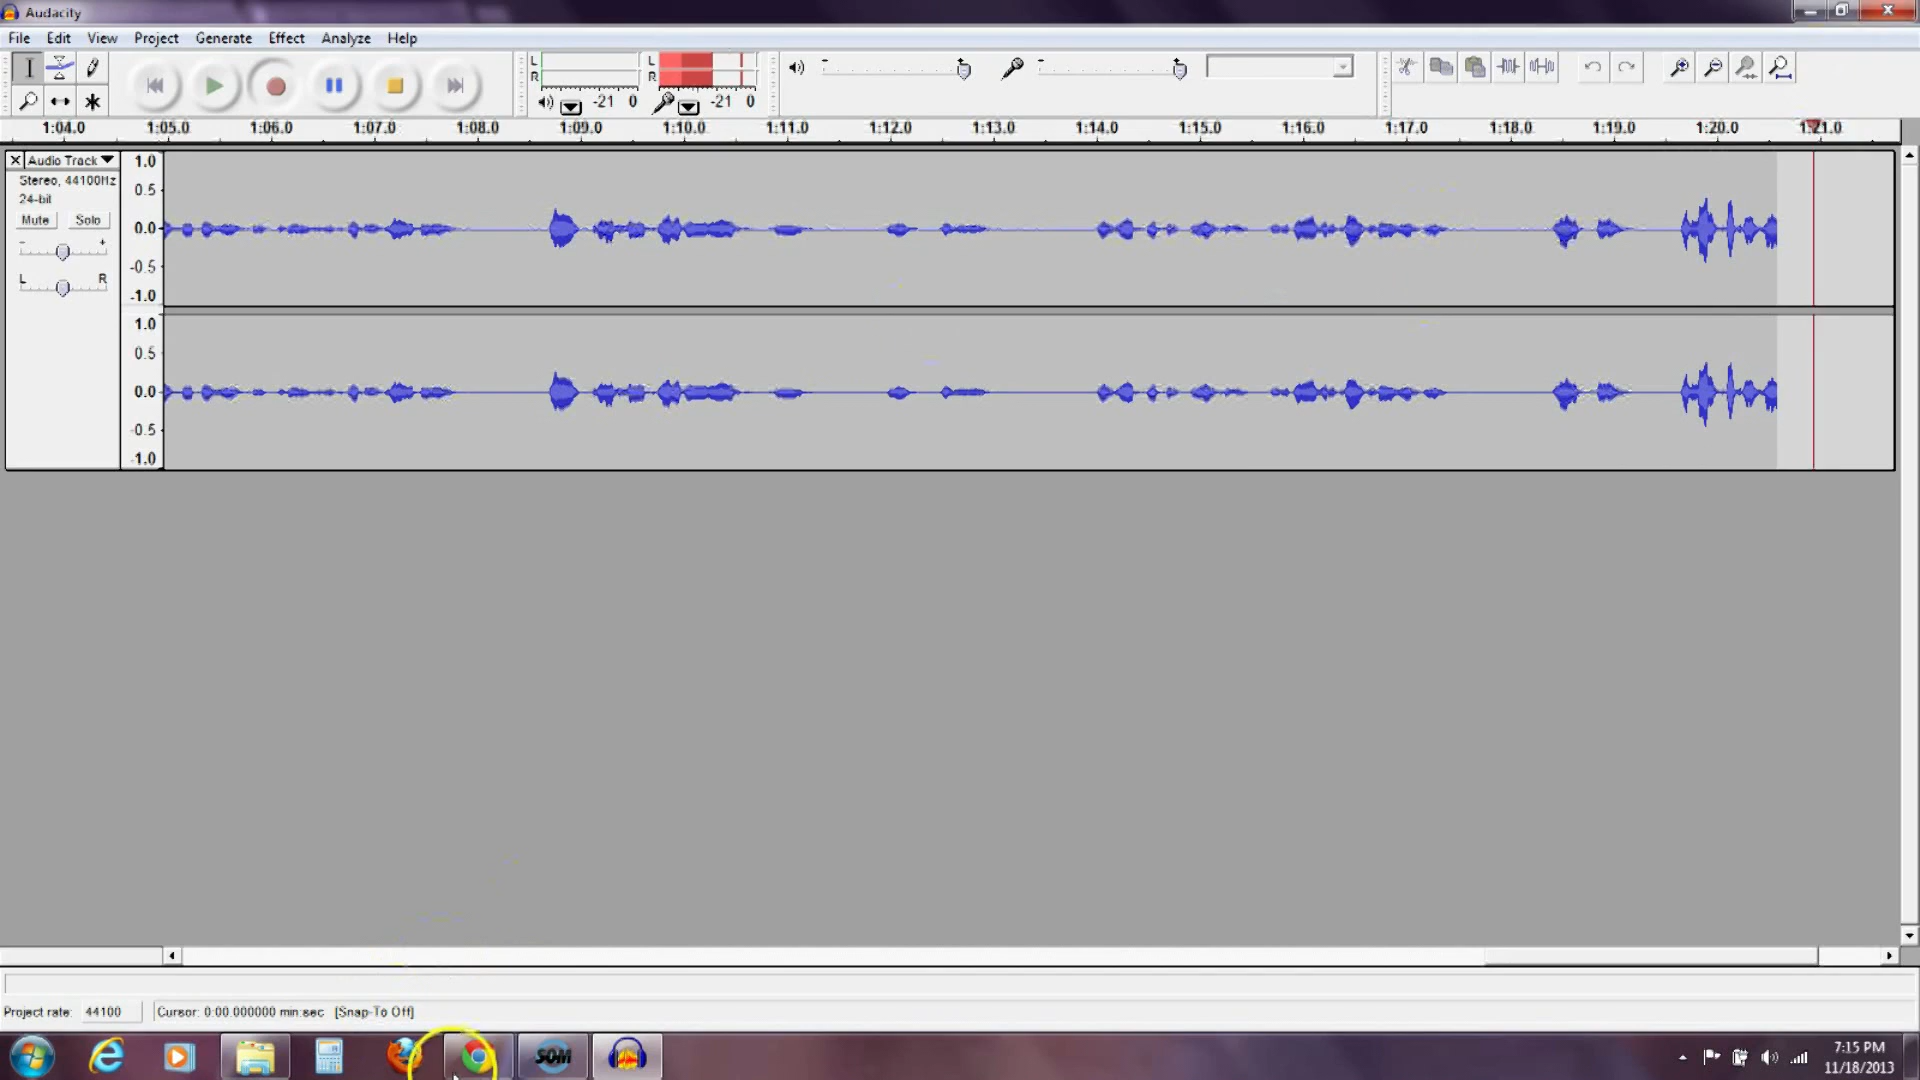 Audacity
File Edit View Project Generate Effect Analyze Help
L
R
-21 0
L
R
-21 0
1:04.0 1:05.0 1:06.0 1:07.0 1:08.0 1:09.0 1:10.0 1:11.0 1:12.0 1:13.0 1:14.0 1:15.0 1:16.0 1:17.0 1:18.0 1:19.0 1:20.0 1:21.0
Audio Track
Stereo, 44100Hz
24-bit
Mute Solo
- +
L R
1.0
0.5
0.0
-0.5
-1.0
1.0
0.5
0.0
-0.5
-1.0
Project rate: 44100 Cursor: 0:00.000000 min:sec [Snap-To Off]
SOM
7:15 PM
11/18/2013